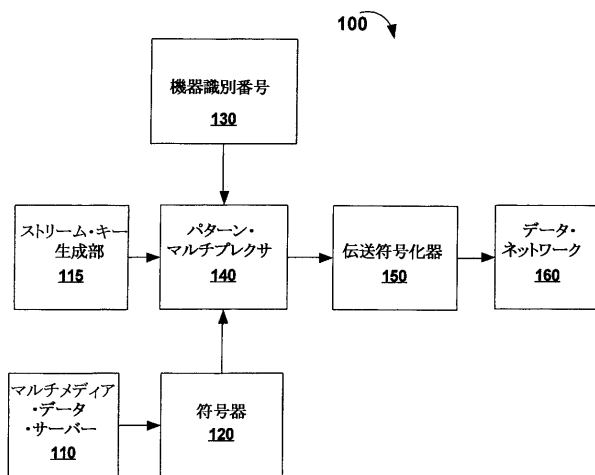 100
機器識別番号
130
ストリーム・キー
生成部
115
パターン・
マルチプレクサ
140
伝送符号化器
150
データ・
ネットワーク
160
マルチメディア
・データ
・サーバー
110
符号器
120